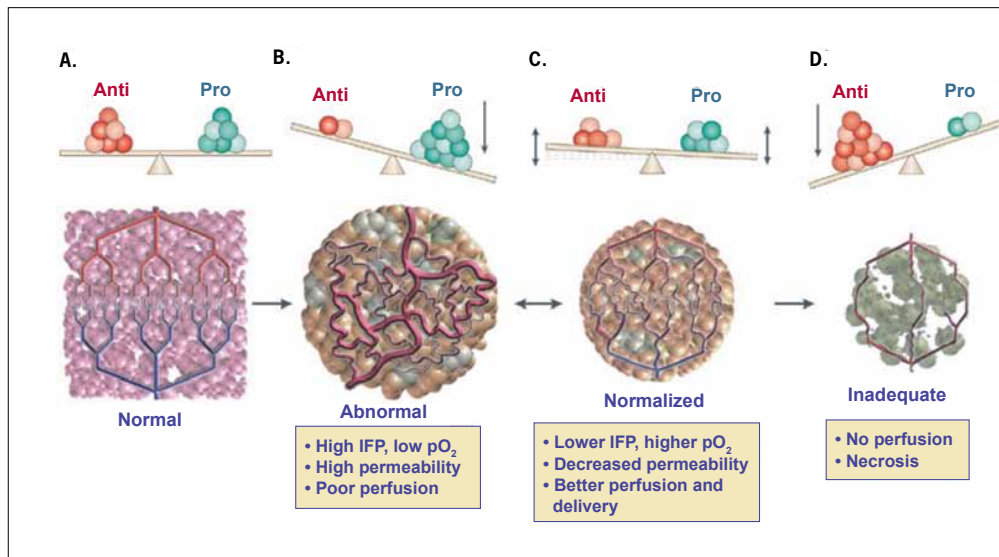 A.
Anti Pro
Normal
B.
Anti Pro
Abnormal
• High IFP, low pO₂
• High permeability
• Poor perfusion
C.
Anti Pro
Normalized
• Lower IFP, higher pO₂
• Decreased permeability
• Better perfusion and
delivery
D.
Anti Pro
Inadequate
• No perfusion
• Necrosis